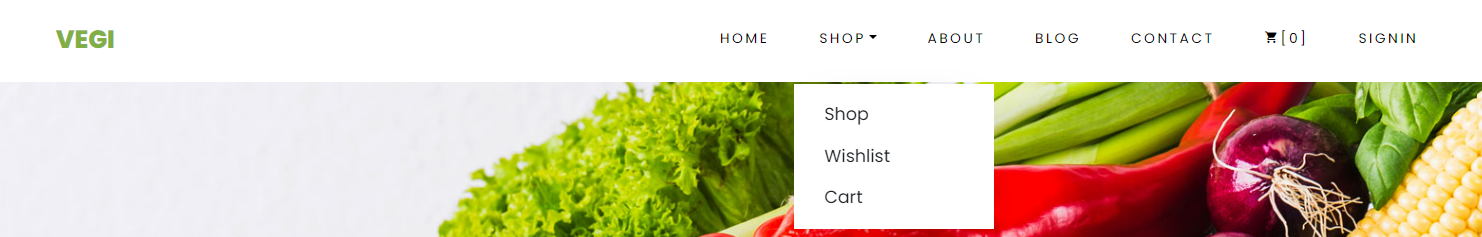 VEGI HOME SHOP ABOUT BLOG CONTACT [0] SIGNIN
Shop
Wishlist
Cart